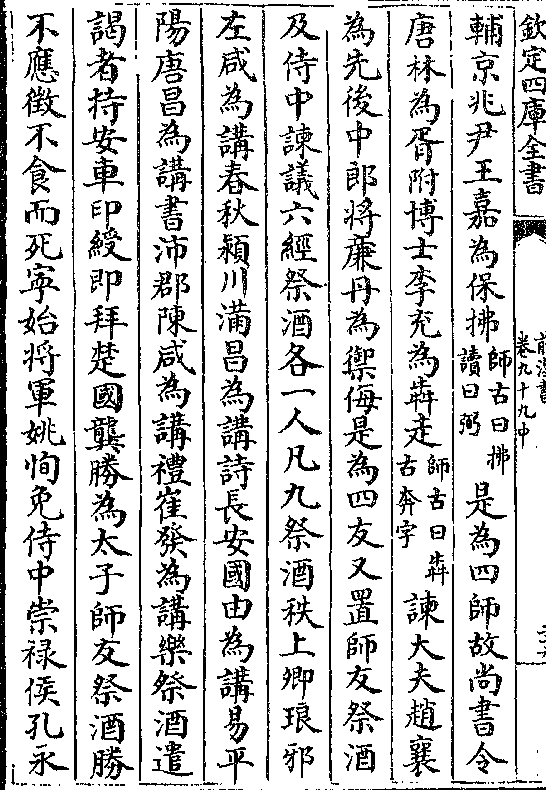 欽定四庫全書
前漢書
卷九十九中
輔京兆尹王嘉為保拂師古曰拂讀曰弼是為四師故尚書令
唐林為胥附博士李充為犇走師古曰犇古奔字諫大夫趙襄
為先後中郎將廉丹為禦侮是為四友又置師友祭酒
及侍中諫議六經祭酒各一人凡九祭酒秩上卿琅邪
左咸為講春秋潁川滿昌為講詩長安國由為講易平
陽唐昌為講書沛郡陳咸為講禮崔發為講樂祭酒遣
謁者持安車印綬即拜楚國龔勝為太子師友祭酒勝
不應徵不食而死寧始將軍姚恂免侍中崇祿侯孔永